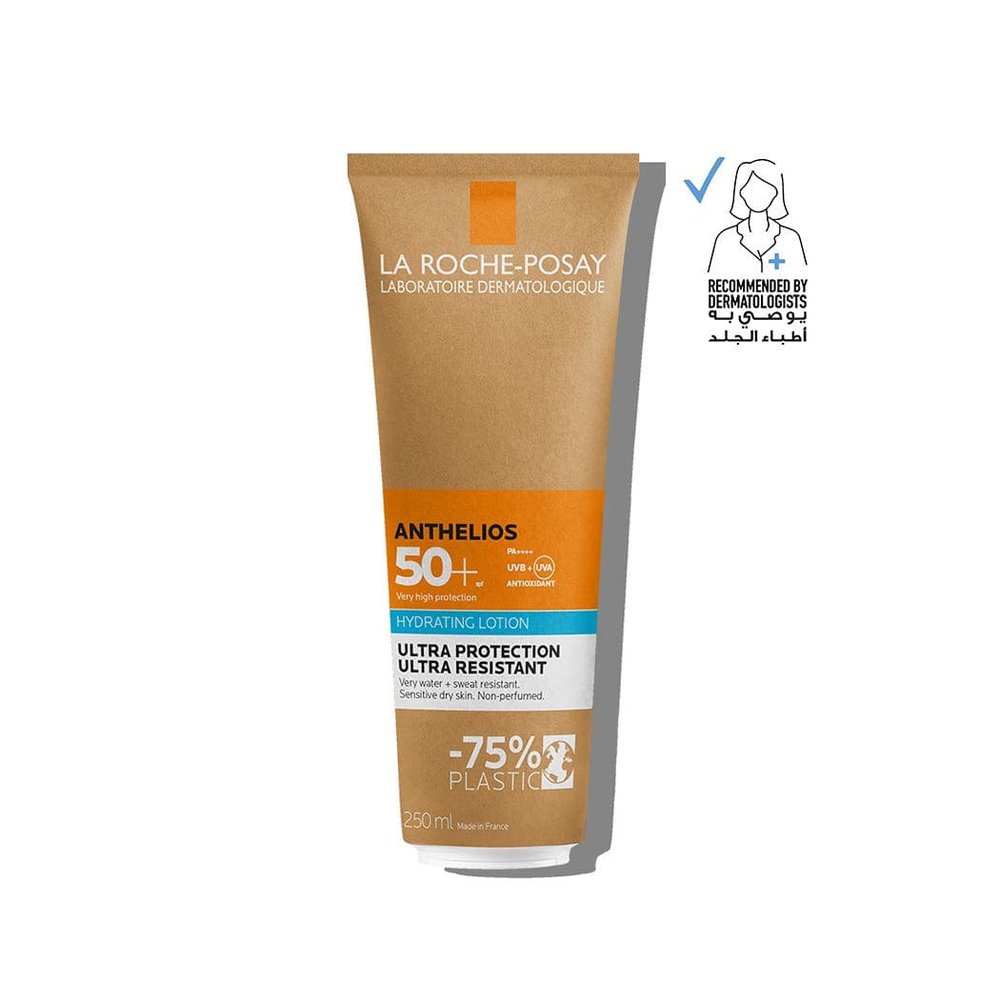 LA ROCHE-POSAY
LABORATOIRE DERMATOLOGIQUE
ANTHELIOS
50+ spf
Very high protection
PA++++
UVB + UVA
ANTIOXIDANT
HYDRATING LOTION
ULTRA PROTECTION
ULTRA RESISTANT
Very water + sweat resistant.
Sensitive dry skin. Non-perfumed.
-75%
PLASTIC
250 ml Made in France
RECOMMENDED BY
DERMATOLOGISTS
يوصي به
أطباء الجلد